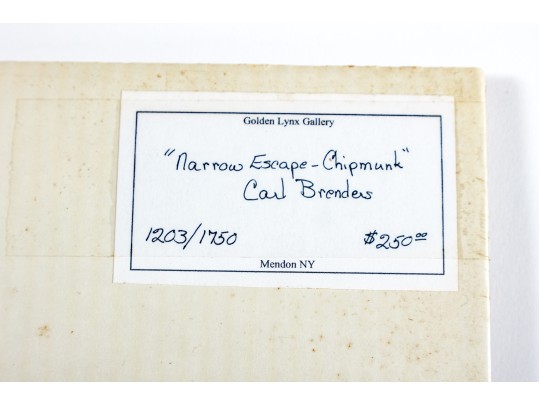 Golden Lynx Gallery
"Narrow Escape - Chipmunk"
Carl Brenders
1203/1750 $250.00
Mendon NY